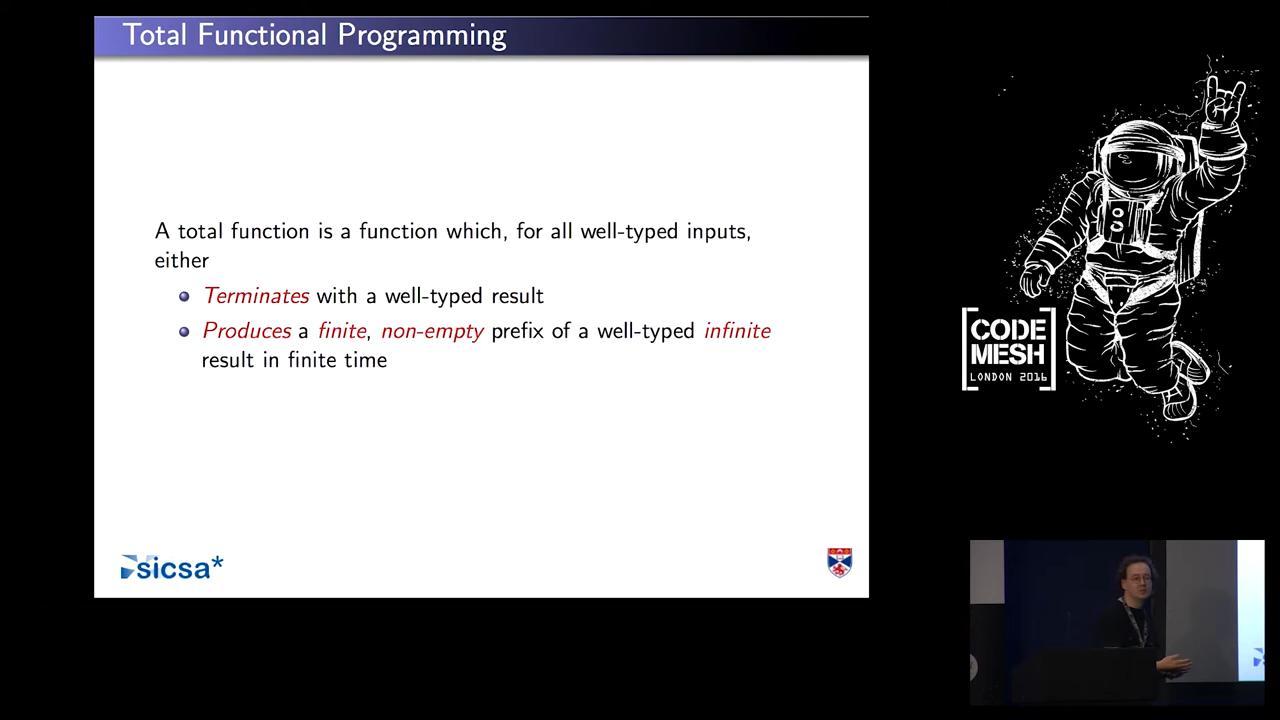 Total Functional Programming
A total function is a function which, for all well-typed inputs,
either
Terminates with a well-typed result
Produces a finite, non-empty prefix of a well-typed infinite
result in finite time
sicsa*
CODE
MESH
LONDON 2016